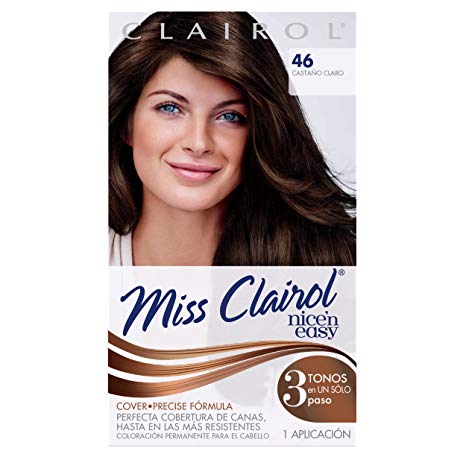 CLAIROL
46
CASTAÑO CLARO
Miss Clairol®
nice'n
easy
3 TONOS
en UN SÓLO
paso
COVER•PRECISE FÓRMULA
PERFECTA COBERTURA DE CANAS,
HASTA EN LAS MÁS RESISTENTES
COLORACIÓN PERMANENTE PARA EL CABELLO
1 APLICACIÓN